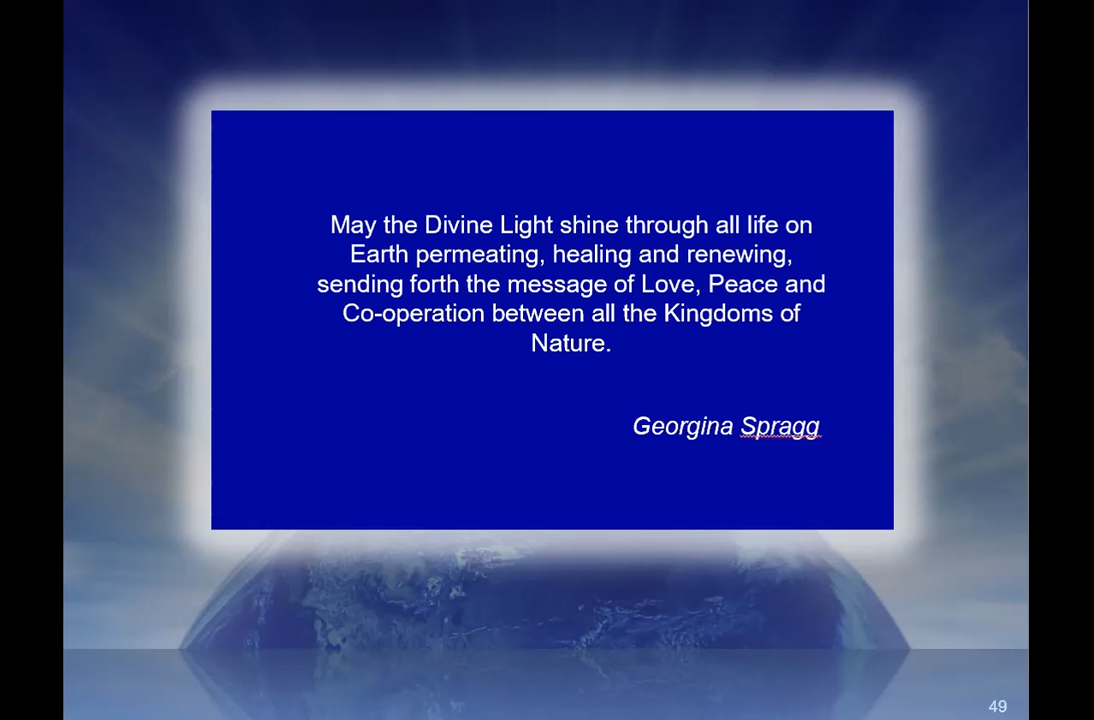 May the Divine Light shine through all life on
Earth permeating, healing and renewing,
sending forth the message of Love, Peace and
Co-operation between all the Kingdoms of
Nature.
Georgina Spragg
49